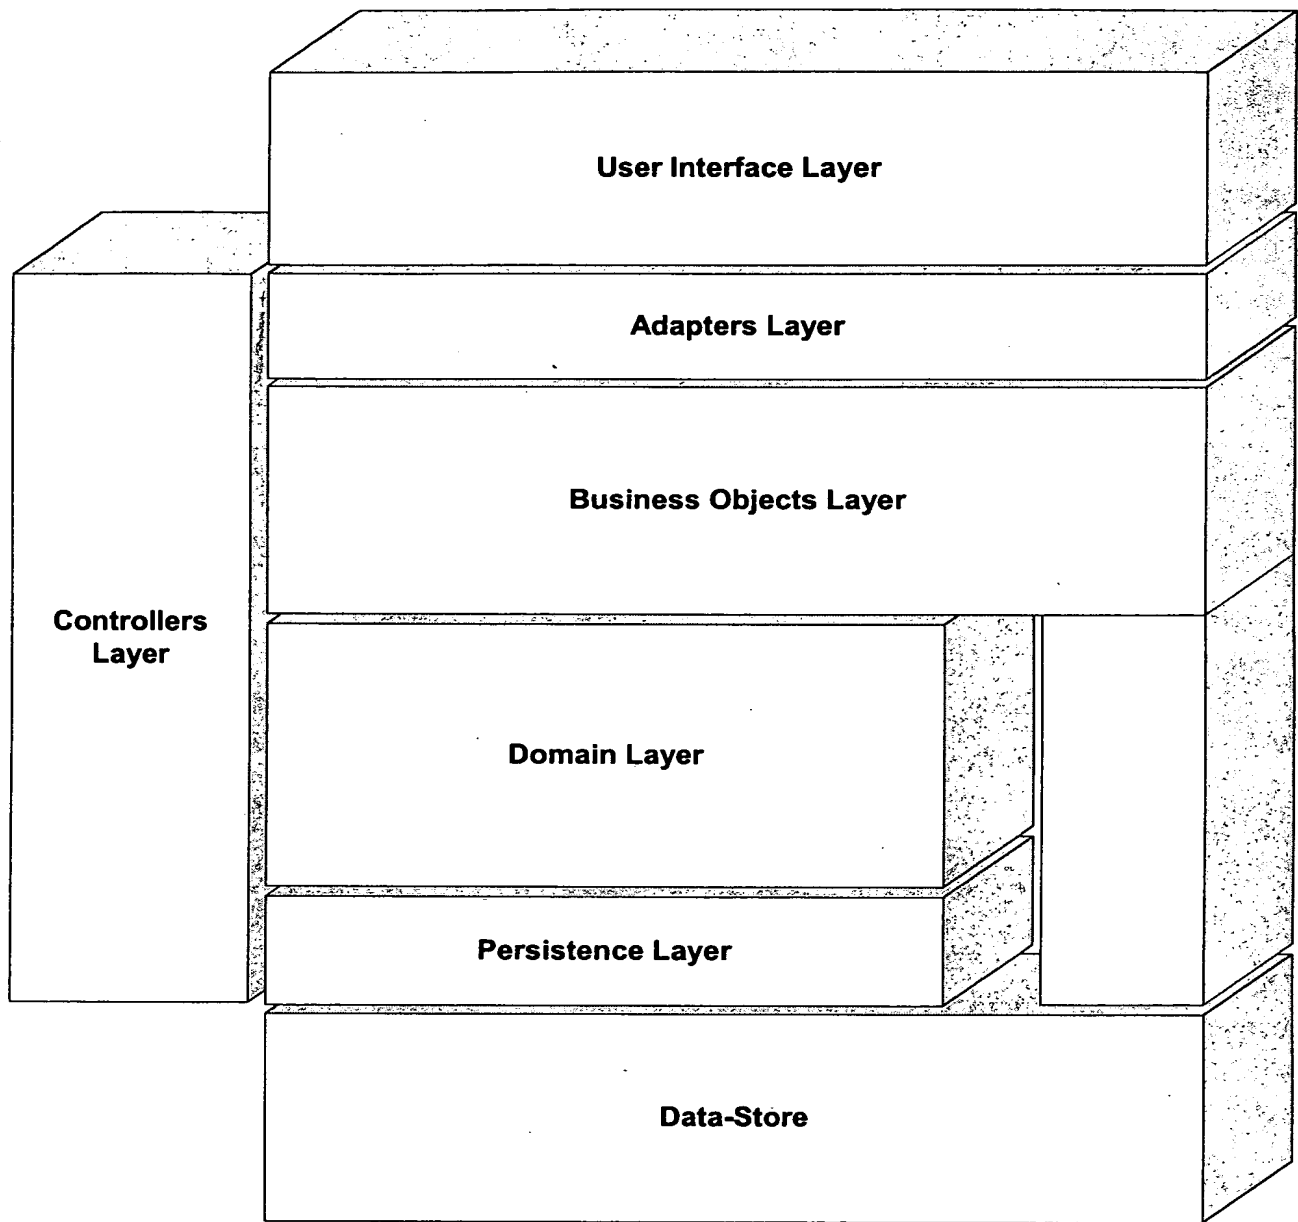 User Interface Layer
Adapters Layer
Business Objects Layer
Controllers
Layer
Domain Layer
Persistence Layer
Data-Store